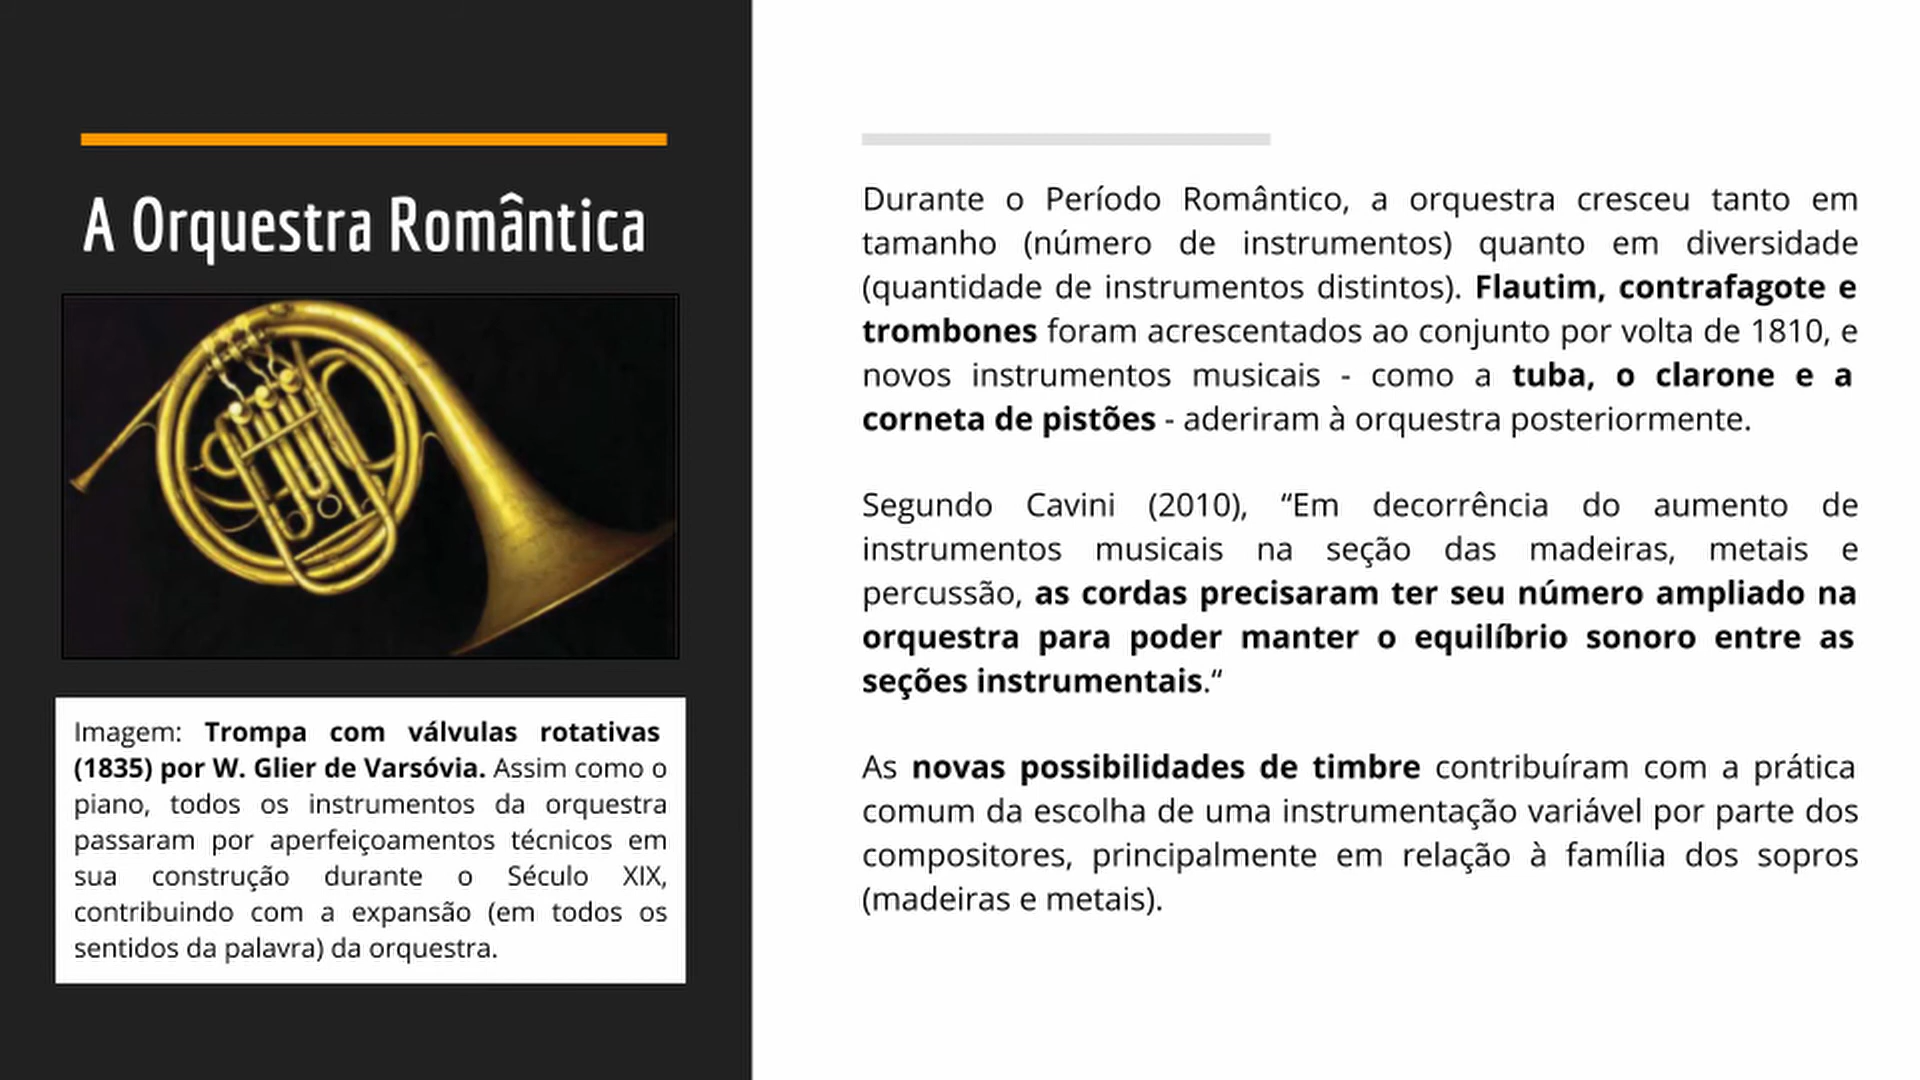 A Orquestra Romântica
Imagem: Trompa com válvulas rotativas
(1835) por W. Glier de Varsóvia. Assim como o
piano, todos os instrumentos da orquestra
passaram por aperfeiçoamentos técnicos em
sua construção durante o Século XIX,
contribuindo com a expansão (em todos os
sentidos da palavra) da orquestra.
Durante o Período Romântico, a orquestra cresceu tanto em
tamanho (número de instrumentos) quanto em diversidade
(quantidade de instrumentos distintos). Flautim, contrafagote e
trombones foram acrescentados ao conjunto por volta de 1810, e
novos instrumentos musicais - como a tuba, o clarone e a
corneta de pistões - aderiram à orquestra posteriormente.
Segundo Cavini (2010), “Em decorrência do aumento de
instrumentos musicais na seção das madeiras, metais e
percussão, as cordas precisaram ter seu número ampliado na
orquestra para poder manter o equilíbrio sonoro entre as
seções instrumentais.“
As novas possibilidades de timbre contribuíram com a prática
comum da escolha de uma instrumentação variável por parte dos
compositores, principalmente em relação à família dos sopros
(madeiras e metais).